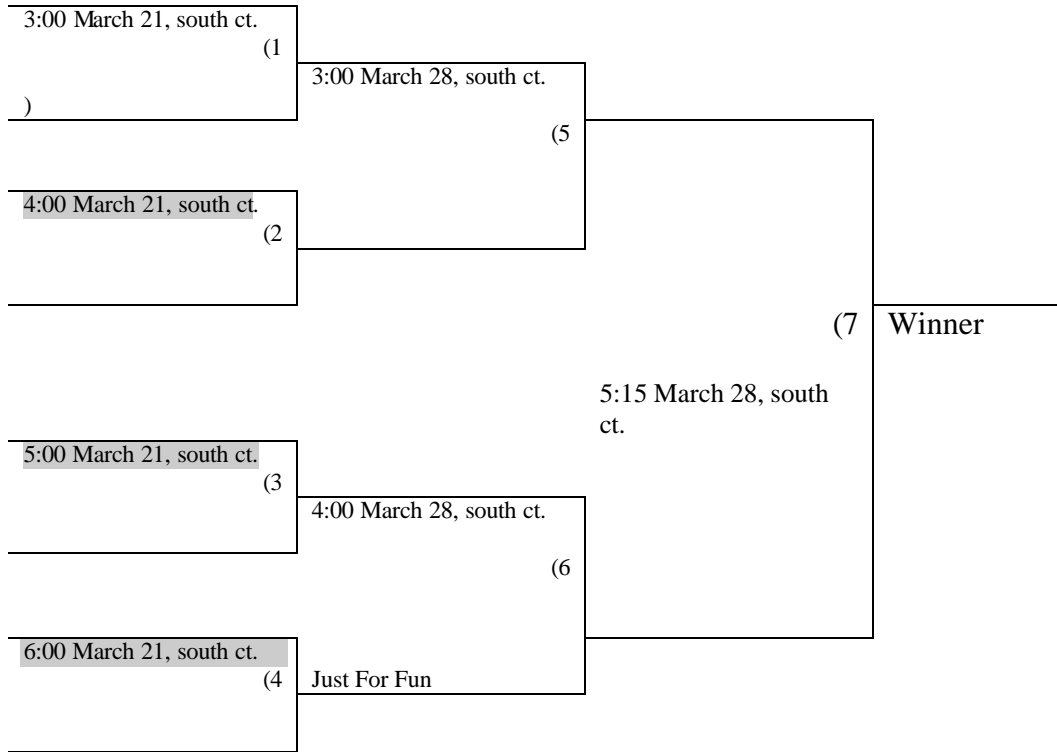 3:00 March 21, south ct.
(1
)
3:00 March 28, south ct.
(5
4:00 March 21, south ct.
(2
(7
Winner
5:15 March 28, south
ct.
5:00 March 21, south ct.
(3
4:00 March 28, south ct.
(6
6:00 March 21, south ct.
(4
Just For Fun